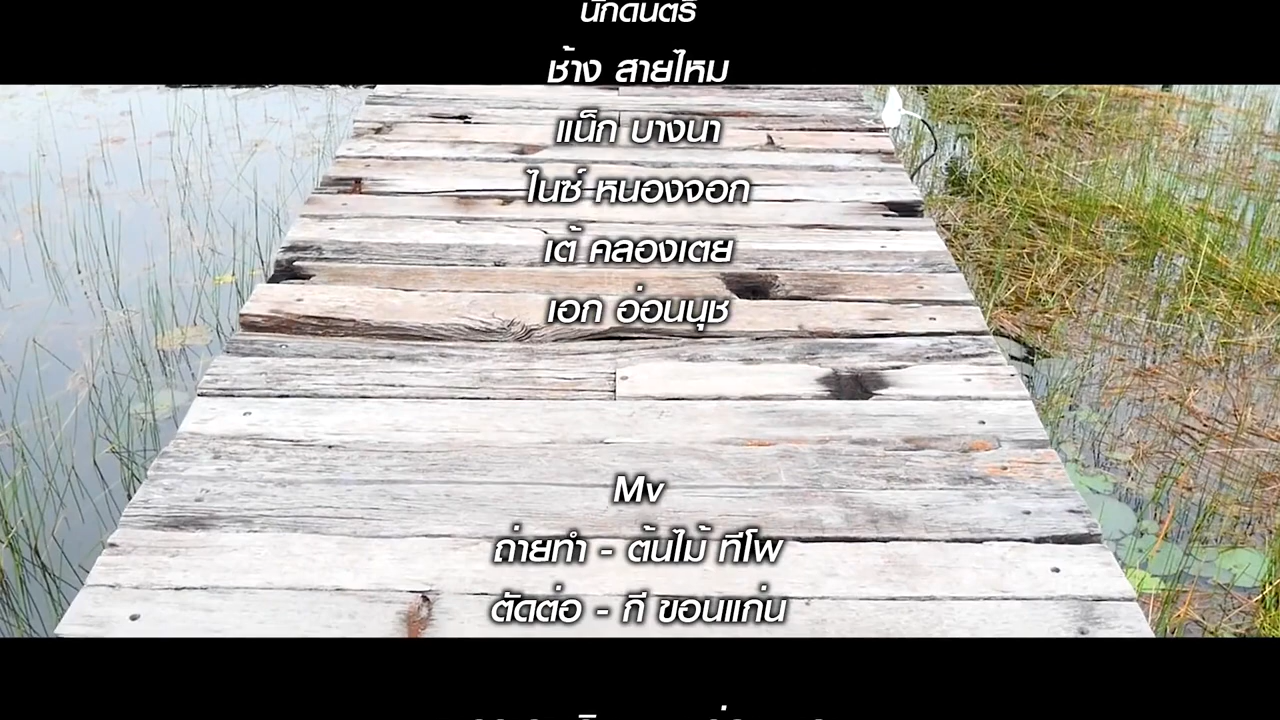 นักดนตรี
ช้าง สายไหม
แน็ก บางนา
ไนซ์ หนองจอก
เต้ คลองเตย
เอก อ่อนนุช
Mv
ถ่ายทำ - ต้นไม้ ทีโพ
ตัดต่อ - กี ขอนแก่น